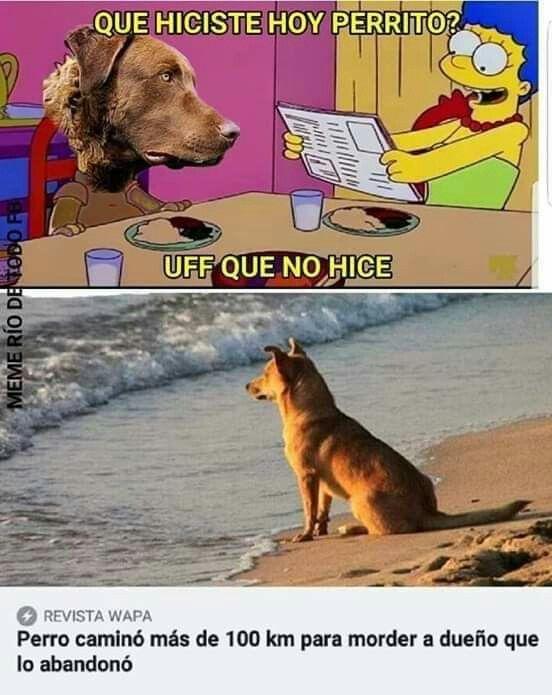 QUE HICISTE HOY PERRITO?
UFF QUE NO HICE
MEME RÍO DE TODO FB
REVISTA WAPA
Perro caminó más de 100 km para morder a dueño que
lo abandonó